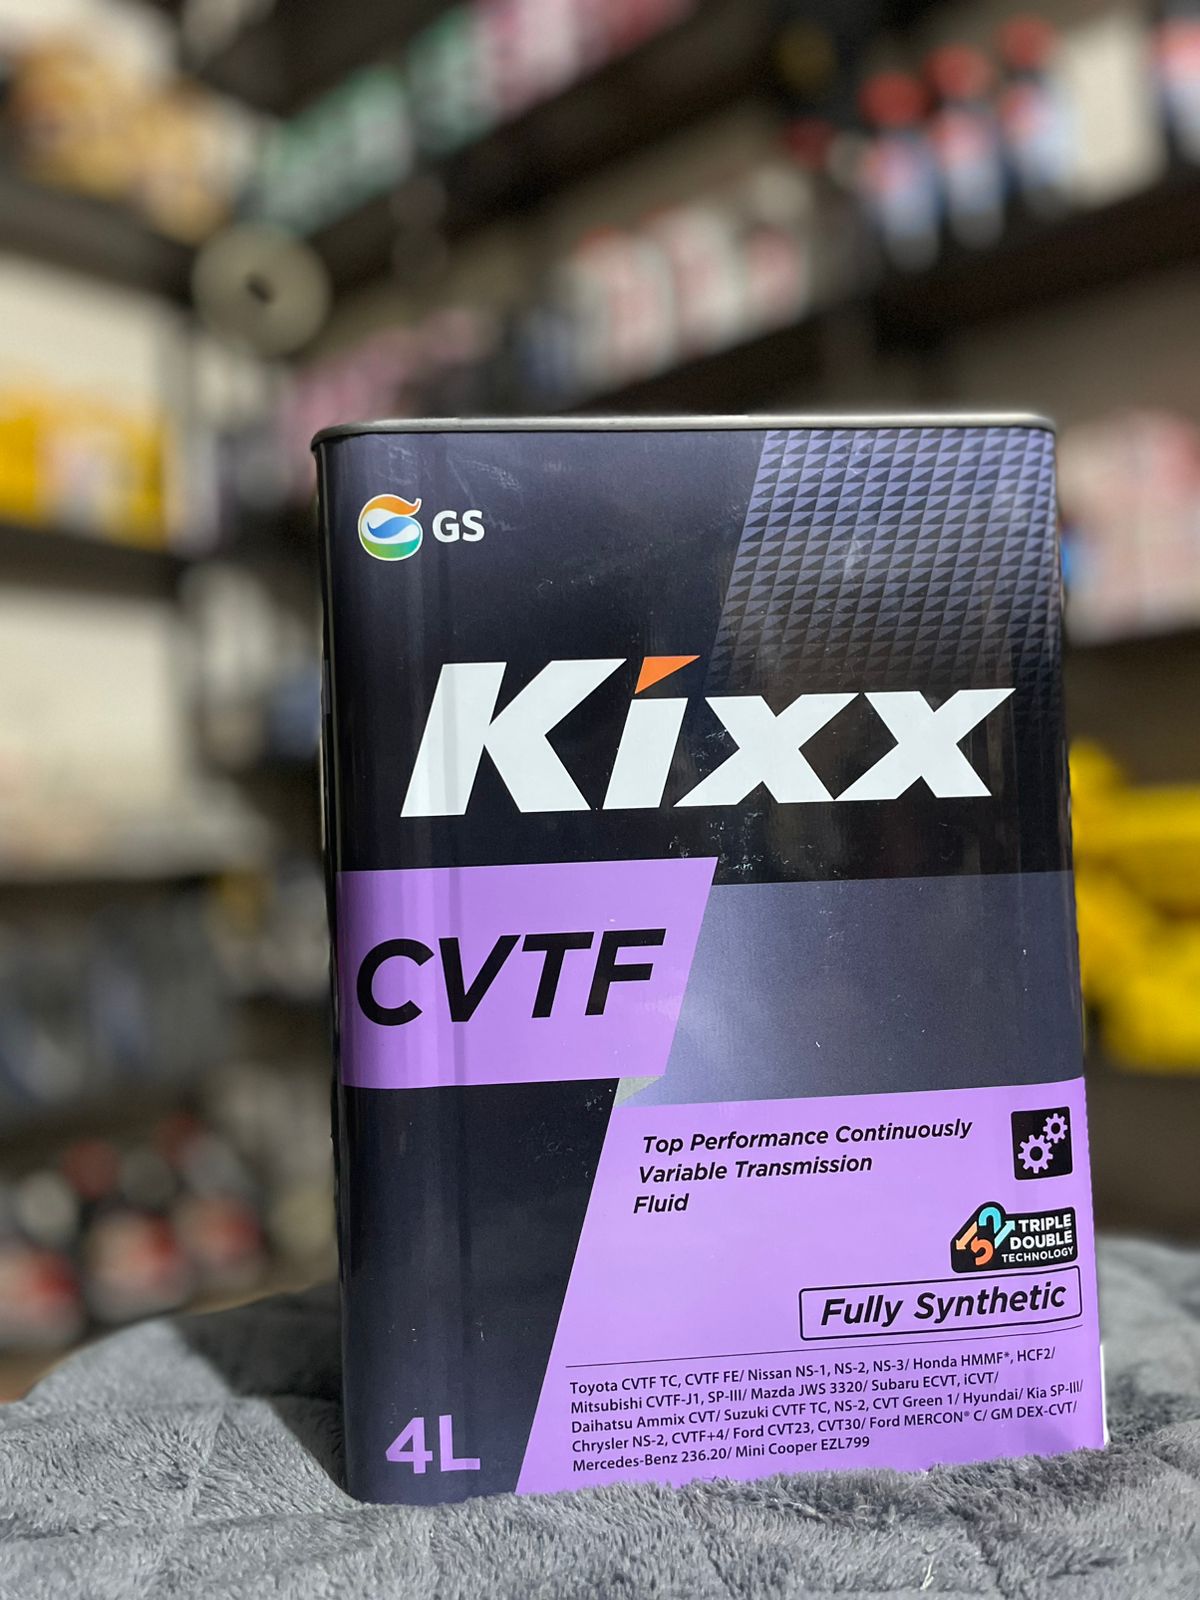 GS
Kixx
CVTF
Top Performance Continuously
Variable Transmission
Fluid
TRIPLE
DOUBLE
TECHNOLOGY
Fully Synthetic
Toyota CVTF TC, CVTF FE/ Nissan NS-1, NS-2, NS-3/ Honda HMMF*, HCF2/
Mitsubishi CVTF-J1, SP-III/ Mazda JWS 3320/ Subaru ECVT, iCVT/
Daihatsu Ammix CVT/ Suzuki CVTF TC, NS-2, CVT Green 1/ Hyundai/ Kia SP-III/
Chrysler NS-2, CVTF+4/ Ford CVT23, CVT30/ Ford MERCON® C/ GM DEX-CVT/
Mercedes-Benz 236.20/ Mini Cooper EZL799
4L